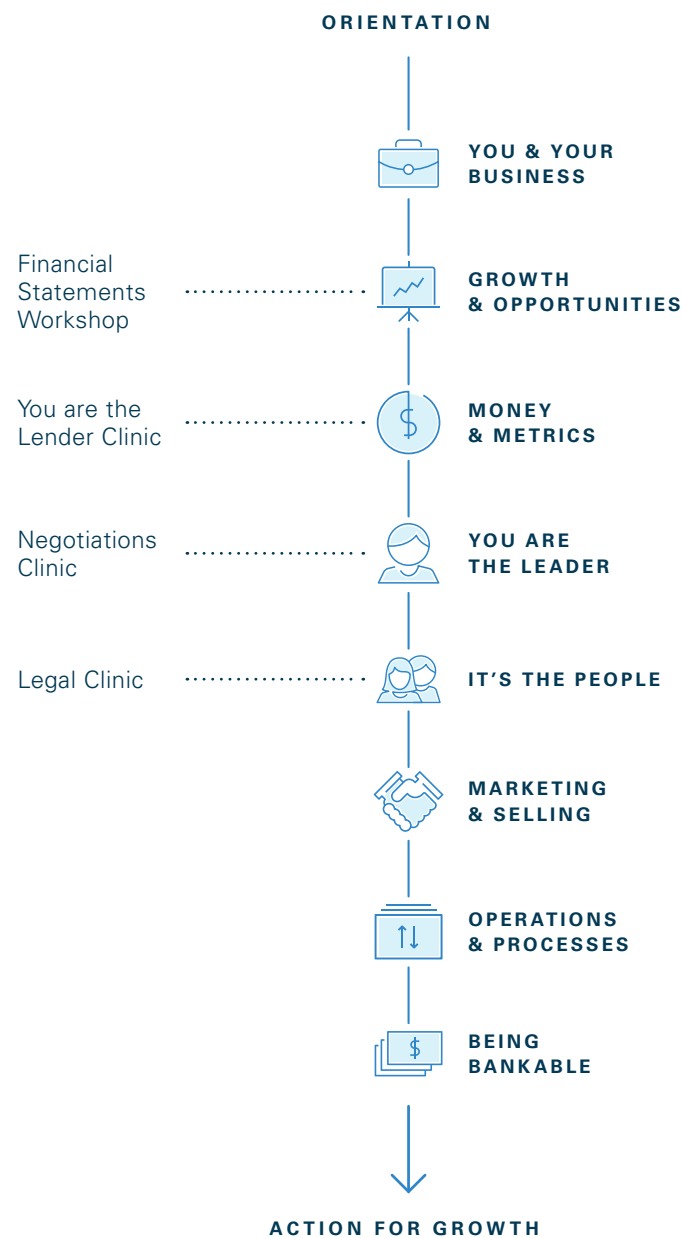 ORIENTATION
YOU & YOUR
BUSINESS
Financial
Statements
Workshop
GROWTH
& OPPORTUNITIES
You are the
Lender Clinic
MONEY
& METRICS
Negotiations
Clinic
YOU ARE
THE LEADER
Legal Clinic
IT'S THE PEOPLE
MARKETING
& SELLING
OPERATIONS
& PROCESSES
BEING
BANKABLE
ACTION FOR GROWTH